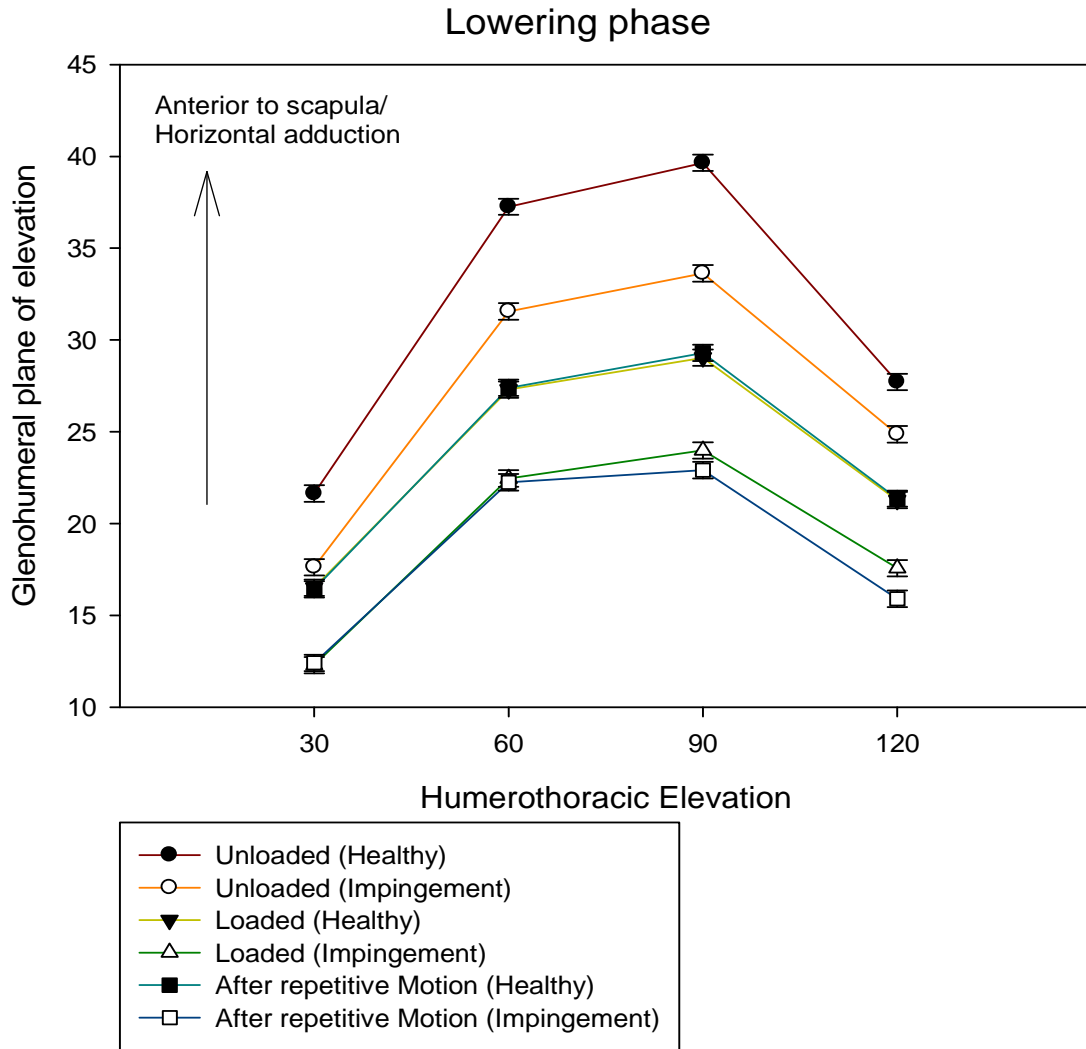 Lowering phase
45
40
35
30
25
20
15
10
Glenohumeral plane of elevation
Anterior to scapula/
Horizontal adduction
30
60
90
120
Humerothoracic Elevation
Unloaded (Healthy)
Unloaded (Impingement)
Loaded (Healthy)
Loaded (Impingement)
After repetitive Motion (Healthy)
After repetitive Motion (Impingement)